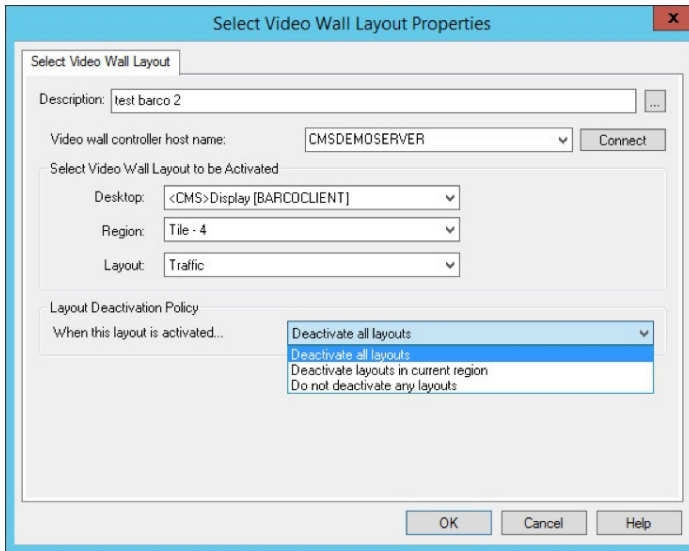 Select Video Wall Layout Properties
x
Select Video Wall Layout
Description: test barco 2 ...
Video wall controller host name: CMSDEMOSERVER Connect
Select Video Wall Layout to be Activated
Desktop: <CMS>Display [BARCOCLIENT]
Region: Tile - 4
Layout: Traffic
Layout Deactivation Policy
When this layout is activated... Deactivate all layouts
Deactivate all layouts
Deactivate layouts in current region
Do not deactivate any layouts
OK Cancel Help